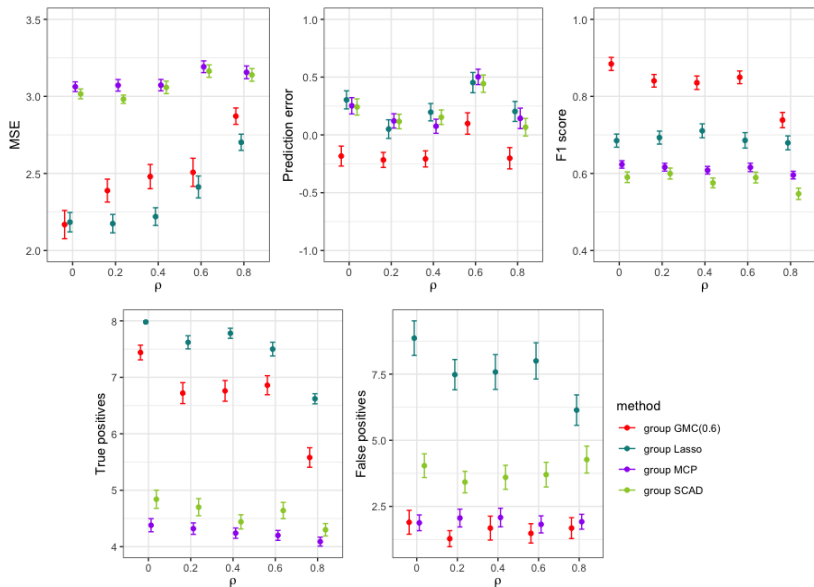 3.5
3.0
2.5
2.0
MSE
0 0.2 0.4 0.6 0.8
ρ
1.0
0.5
0.0
-0.5
-1.0
Prediction error
0 0.2 0.4 0.6 0.8
ρ
1.0
0.8
0.6
0.4
F1 score
0 0.2 0.4 0.6 0.8
ρ
8
7
6
5
4
True positives
0 0.2 0.4 0.6 0.8
ρ
7.5
5.0
2.5
False positives
0 0.2 0.4 0.6 0.8
ρ
method
group GMC(0.6)
group Lasso
group MCP
group SCAD